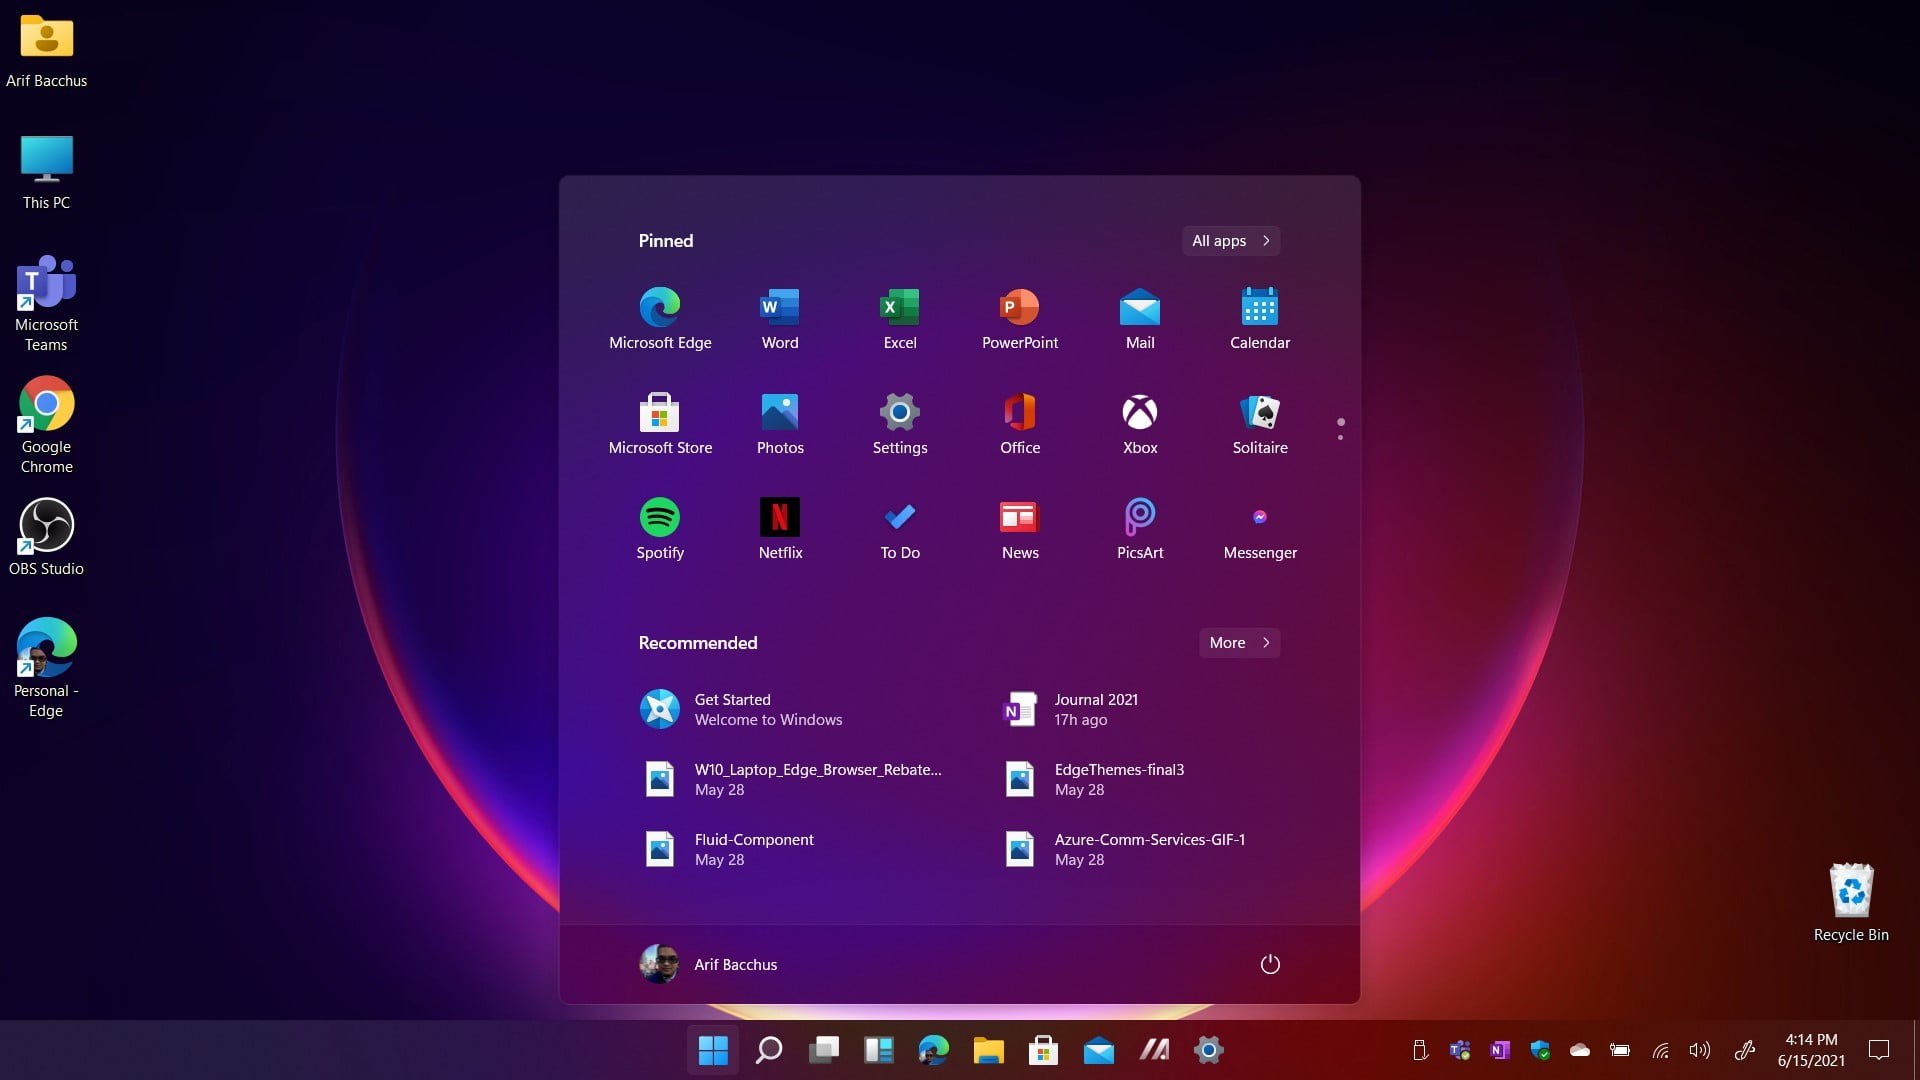 Arif Bacchus
This PC
Microsoft
Teams
Google
Chrome
OBS Studio
Personal -
Edge
Pinned
All apps
Microsoft Edge
Word
Excel
PowerPoint
Mail
Calendar
Microsoft Store
Photos
Settings
Office
Xbox
Solitaire
Spotify
Netflix
To Do
News
PicsArt
Messenger
Recommended
More
Get Started
Welcome to Windows
Journal 2021
17h ago
W10_Laptop_Edge_Browser_Rebate...
May 28
EdgeThemes-final3
May 28
Fluid-Component
May 28
Azure-Comm-Services-GIF-1
May 28
Arif Bacchus
Recycle Bin
4:14 PM
6/15/2021